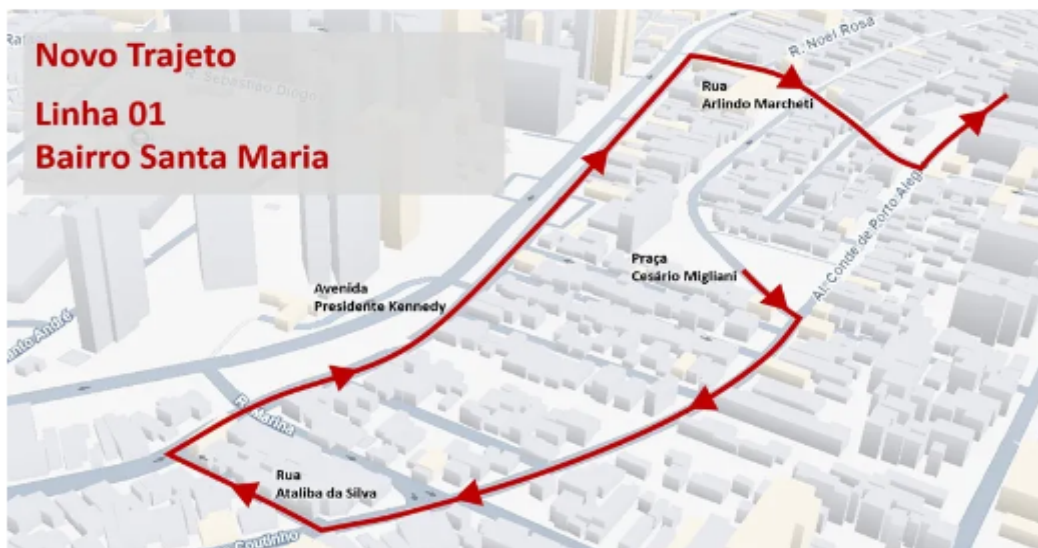 Novo Trajeto
R. Sebastião Diogo
Linha 01
Bairro Santa Maria
R. Noel Rosa
Rua
Arlindo Marcheti
Al. Conde de Porto Aleg
Praça
Cesário Migliani
Avenida
Presidente Kennedy
R. Marina
Rua
Ataliba da Silva
Coutinho